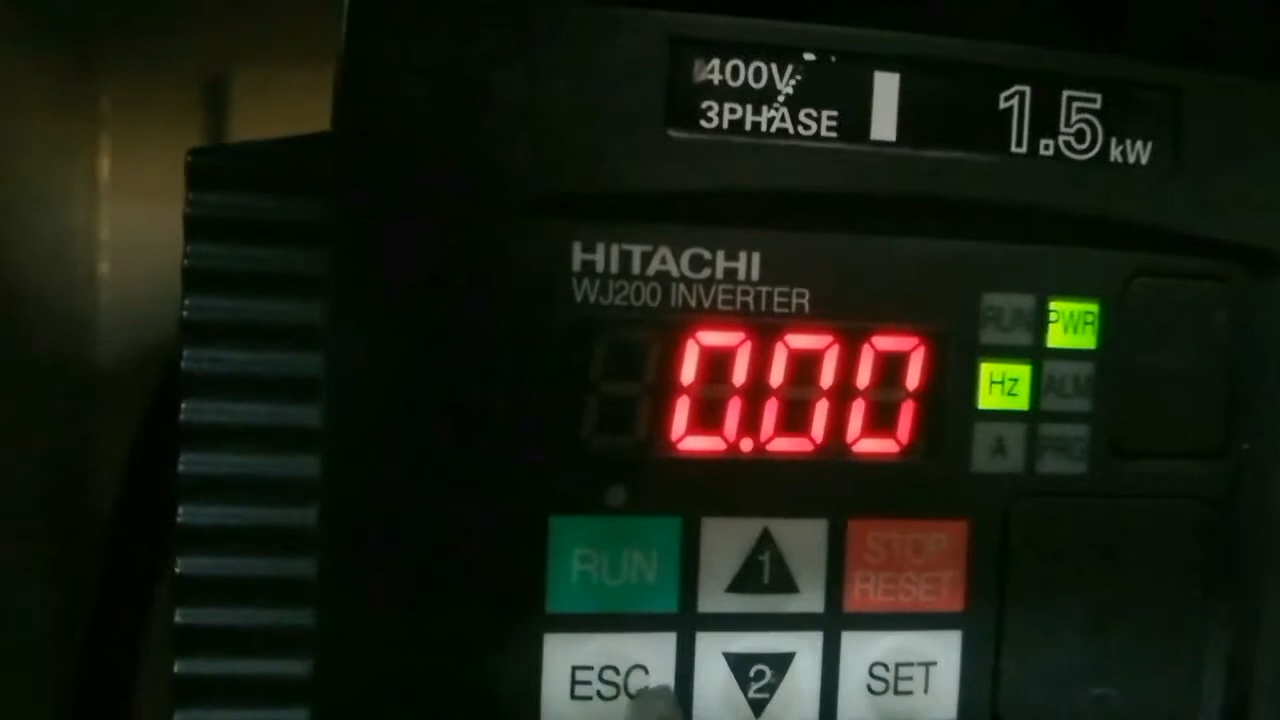 400V
3PHASE
1.5 kW
HITACHI
WJ200 INVERTER
RUN PWR
0.00
Hz ALM
A PRG
RUN 1 STOP RESET
ESC 2 SET